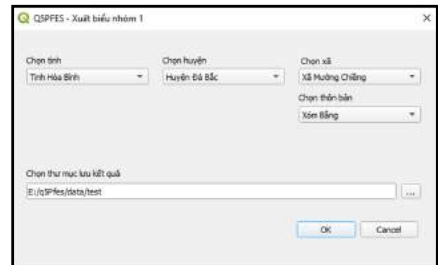 QSPFES - Xuất biểu nhóm 1
Chọn tỉnh
Chọn huyện
Chọn xã
Tỉnh Hòa Bình
Huyện Đà Bắc
Xã Mường Chiềng
Chọn thôn bản
Xóm Bằng
Chọn thư mục lưu kết quả
E:/qSPfes/data/test
...
OK
Cancel